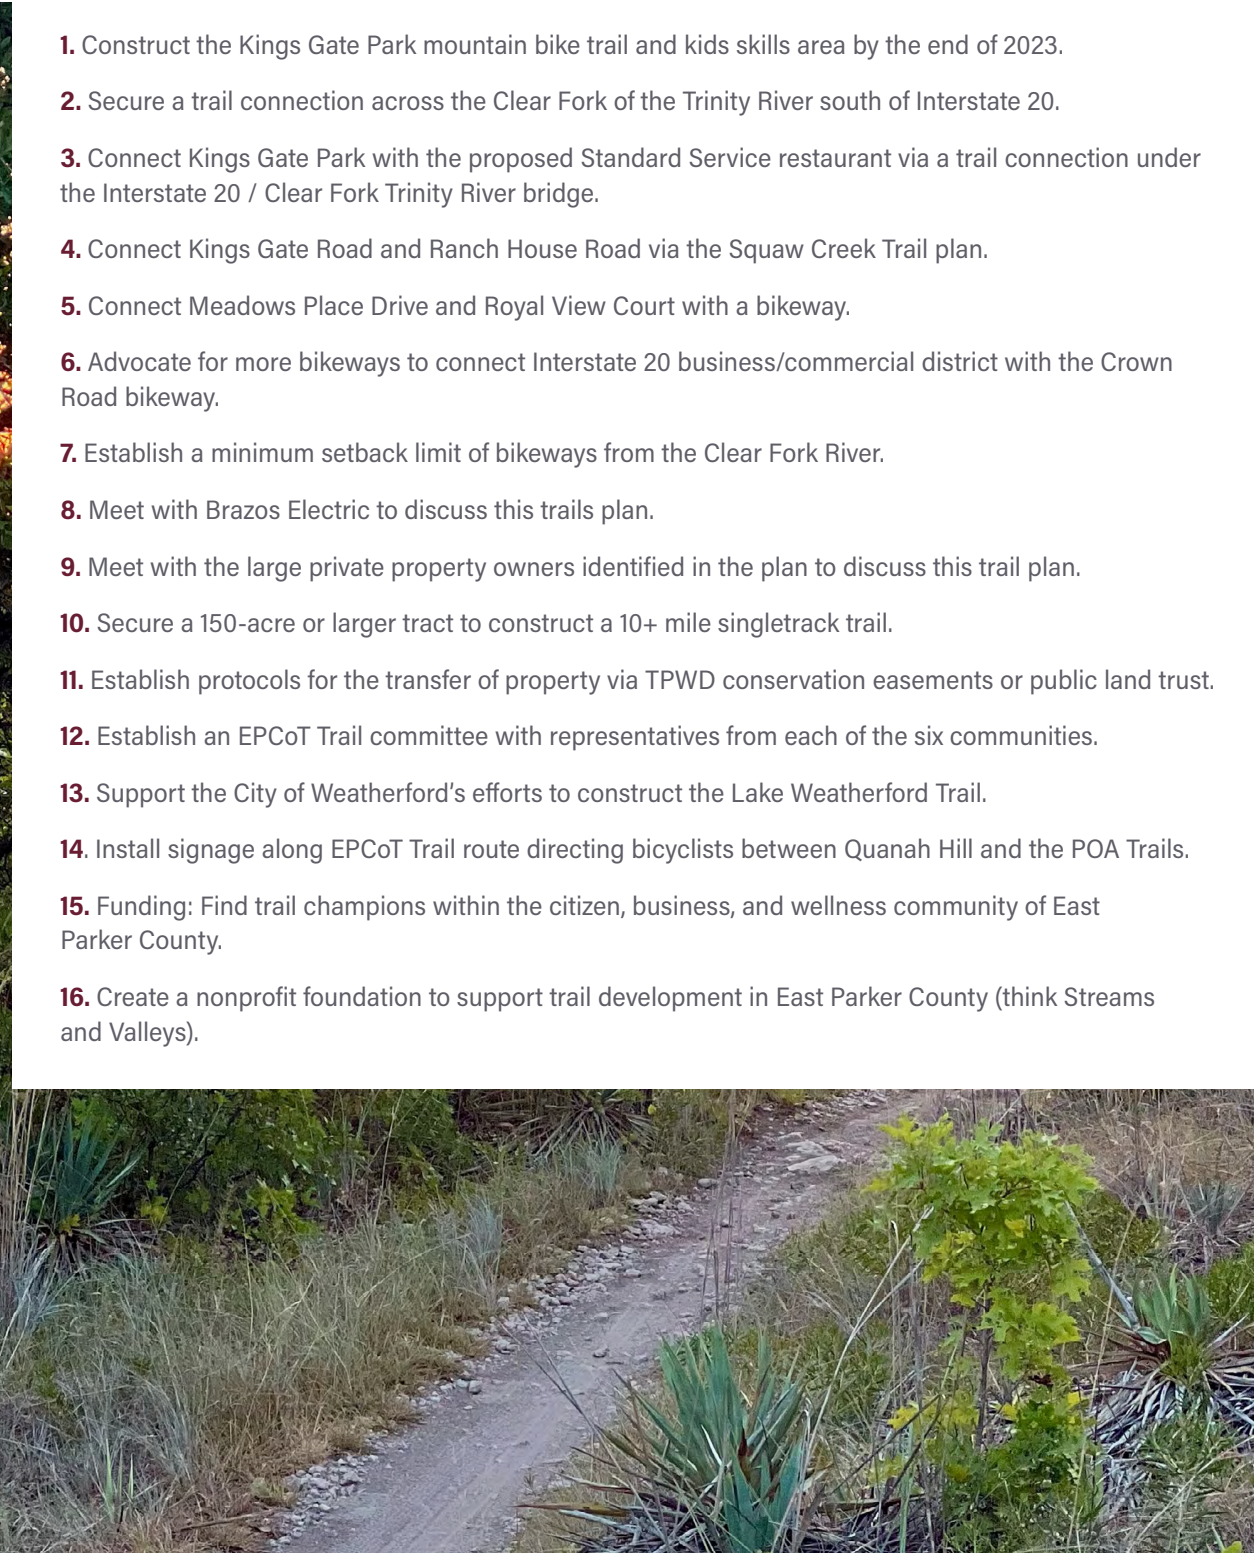 1. Construct the Kings Gate Park mountain bike trail and kids skills area by the end of 2023.
2. Secure a trail connection across the Clear Fork of the Trinity River south of Interstate 20.
3. Connect Kings Gate Park with the proposed Standard Service restaurant via a trail connection under
the Interstate 20 / Clear Fork Trinity River bridge.
4. Connect Kings Gate Road and Ranch House Road via the Squaw Creek Trail plan.
5. Connect Meadows Place Drive and Royal View Court with a bikeway.
6. Advocate for more bikeways to connect Interstate 20 business/commercial district with the Crown
Road bikeway.
7. Establish a minimum setback limit of bikeways from the Clear Fork River.
8. Meet with Brazos Electric to discuss this trails plan.
9. Meet with the large private property owners identified in the plan to discuss this trail plan.
10. Secure a 150-acre or larger tract to construct a 10+ mile singletrack trail.
11. Establish protocols for the transfer of property via TPWD conservation easements or public land trust.
12. Establish an EPCoT Trail committee with representatives from each of the six communities.
13. Support the City of Weatherford's efforts to construct the Lake Weatherford Trail.
14. Install signage along EPCoT Trail route directing bicyclists between Quanah Hill and the POA Trails.
15. Funding: Find trail champions within the citizen, business, and wellness community of East
Parker County.
16. Create a nonprofit foundation to support trail development in East Parker County (think Streams
and Valleys).